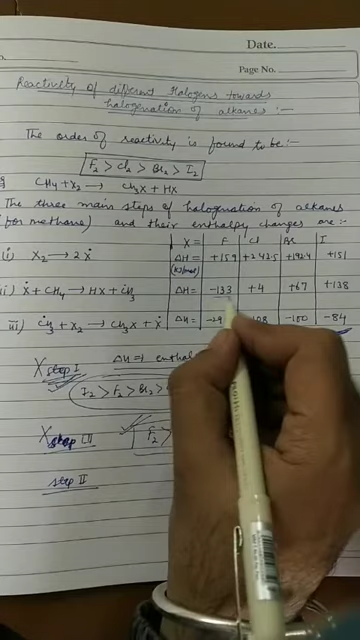 Date.
Page No.
Reactivity of different Halogens towards
halogenation of alkanes :-
The order of reactivity is found to be:-
F₂ > Cl₂ > Br₂ > I₂
CH₄ + X₂ → CH₃X + HX
The three main steps of halogenation of alkanes
(for methane) and their enthalpy changes are:-
X = F Cl Br I
(i) X₂ → 2Ẋ ΔH = +159 +242.5 +192.4 +151
(kJ/mol)
ii) Ẋ + CH₄ → HX + ĊH₃ ΔH = -133 +4 +67 +138
iii) ĊH₃ + X₂ → CH₃X + Ẋ ΔH = -100 -84
ΔH =
X step I
I₂ > F₂ > Br₂ >
X step III F₂ >
step II